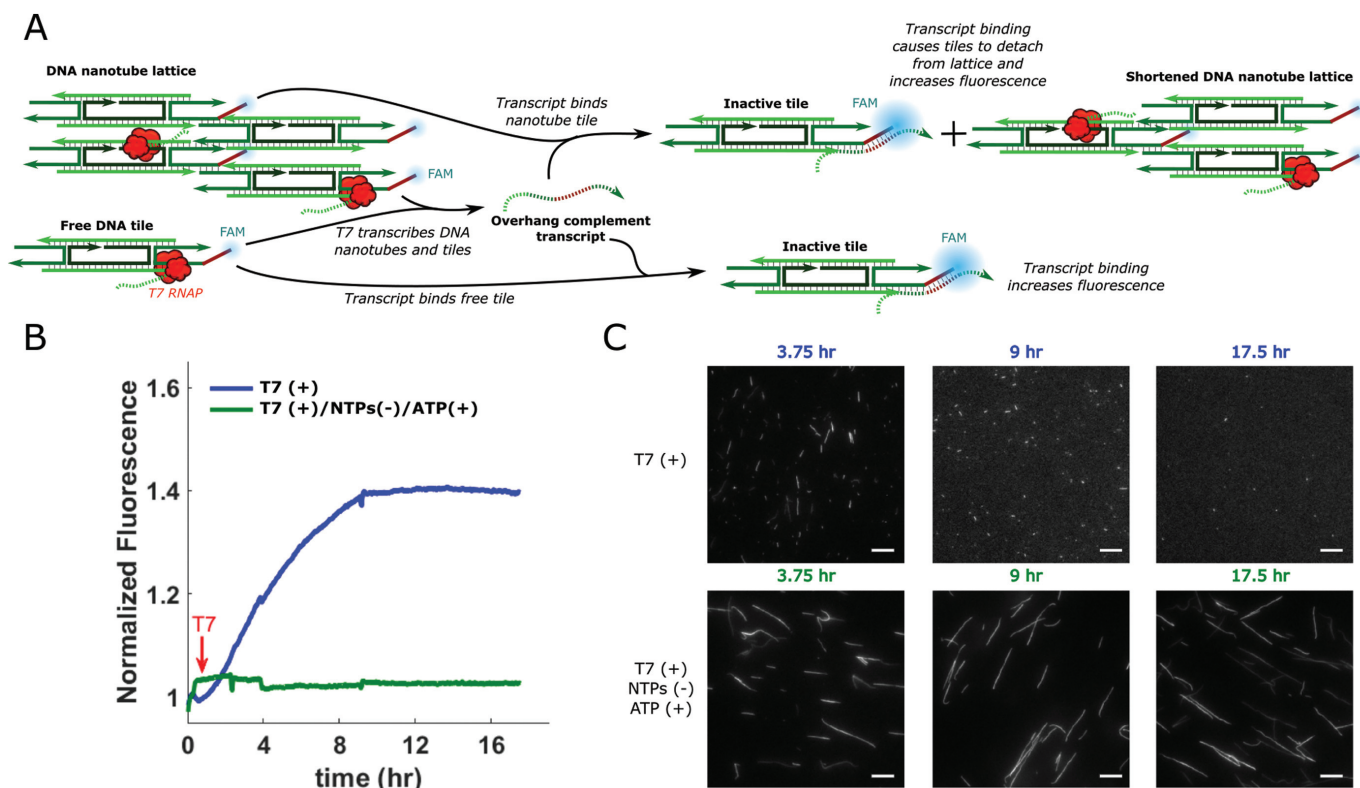 A
DNA nanotube lattice
FAM
Free DNA tile
FAM
T7 RNAP
T7 transcribes DNA
nanotubes and tiles
Transcript binds free tile
Transcript binds
nanotube tile
Overhang complement
transcript
Inactive tile
FAM
Transcript binding
causes tiles to detach
from lattice and
increases fluorescence
+
Shortened DNA nanotube lattice
Inactive tile
FAM
Transcript binding
increases fluorescence
B
Normalized Fluorescence
1.6
1.4
1.2
1
T7 (+)
T7 (+)/NTPs(-)/ATP(+)
T7
0 4 8 12 16
time (hr)
C
3.75 hr 9 hr 17.5 hr
T7 (+)
3.75 hr 9 hr 17.5 hr
T7 (+)
NTPs (-)
ATP (+)